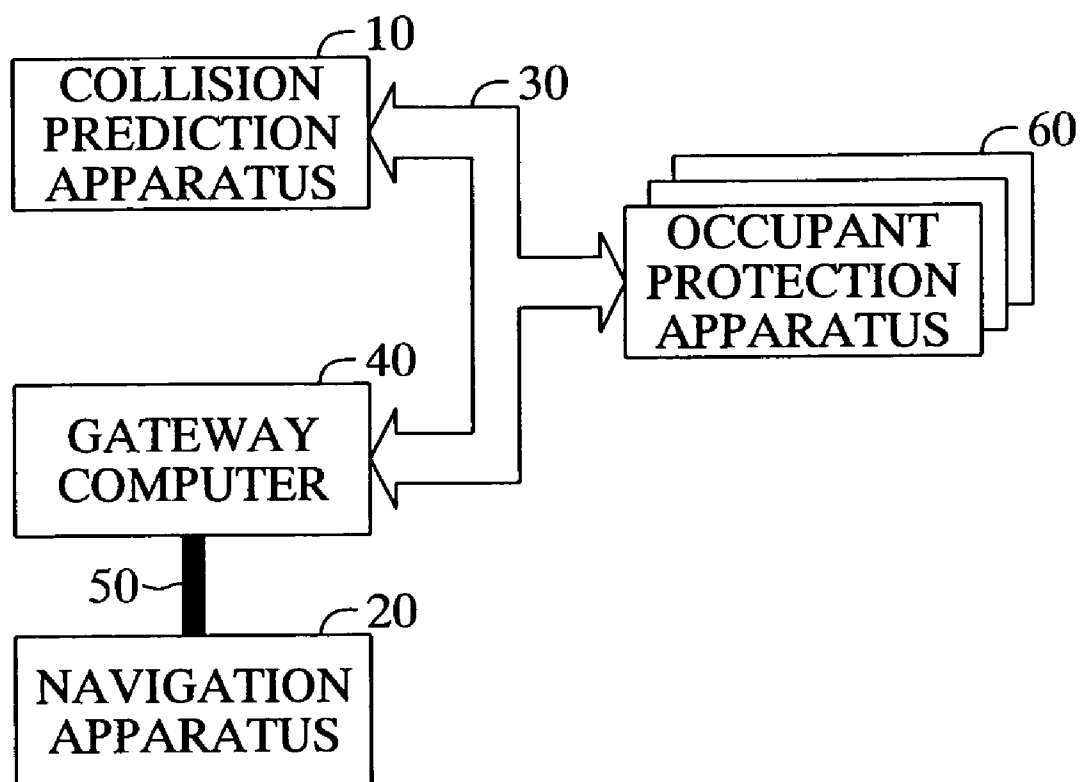 10
COLLISION
PREDICTION
APPARATUS
30
60
OCCUPANT
PROTECTION
APPARATUS
40
GATEWAY
COMPUTER
50
20
NAVIGATION
APPARATUS